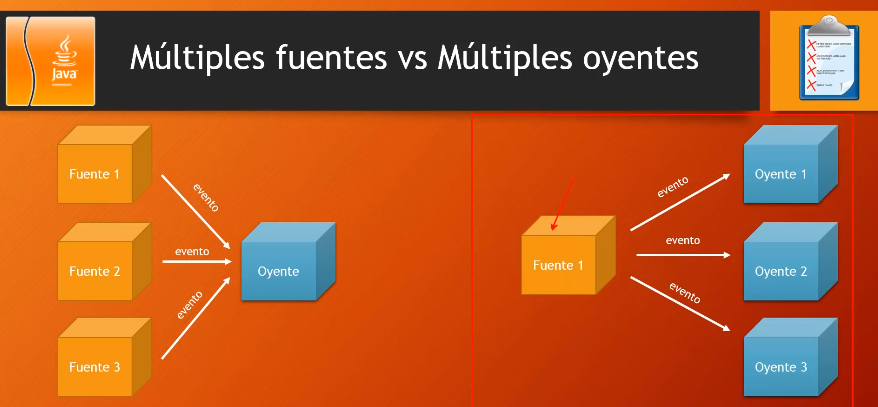 Java
Múltiples fuentes vs Múltiples oyentes
Fuente 1
evento
Fuente 2
evento
Fuente 3
evento
Oyente
Fuente 1
evento
Oyente 1
evento
Oyente 2
evento
Oyente 3